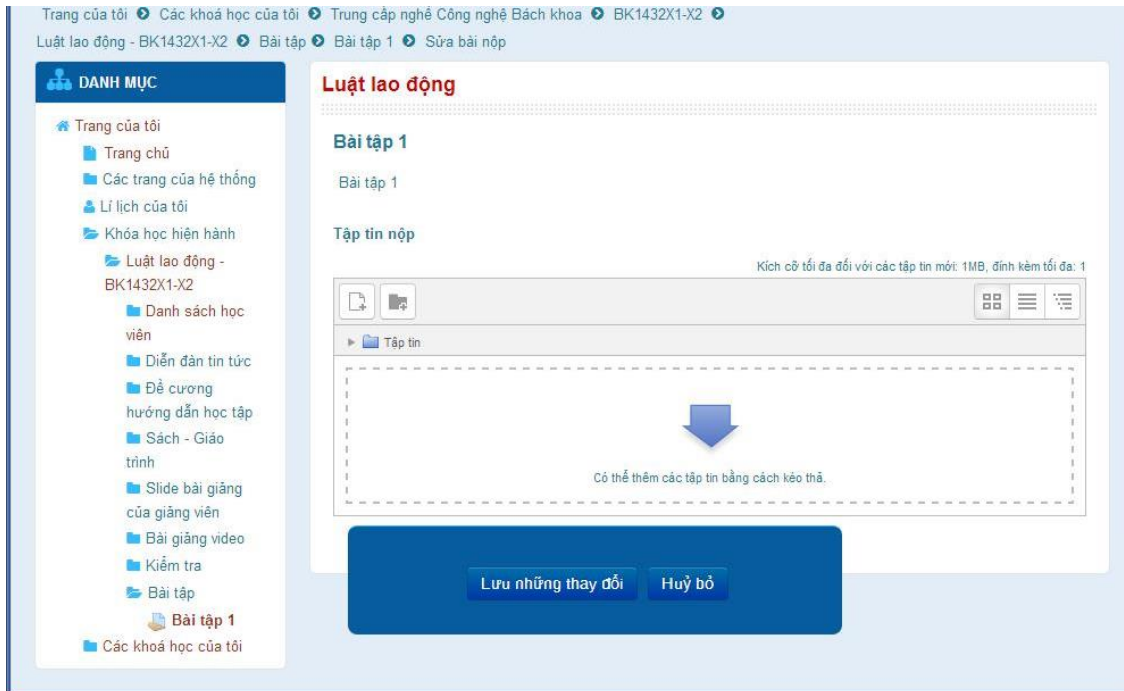 Trang của tôi Các khoá học của tôi Trung cấp nghề Công nghệ Bách khoa BK1432X1-X2
Luật lao động - BK1432X1-X2 Bài tập Bài tập 1 Sửa bài nộp
DANH MỤC
Trang của tôi
Trang chủ
Các trang của hệ thống
Lí lịch của tôi
Khóa học hiện hành
Luật lao động -
BK1432X1-X2
Danh sách học
viên
Diễn đàn tin tức
Đề cương
hướng dẫn học tập
Sách - Giáo
trình
Slide bài giảng
của giảng viên
Bài giảng video
Kiểm tra
Bài tập
Bài tập 1
Các khoá học của tôi
Luật lao động
Bài tập 1
Bài tập 1
Tập tin nộp
Kích cỡ tối đa đối với các tập tin mới: 1MB, đính kèm tối đa: 1
Tập tin
Có thể thêm các tập tin bằng cách kéo thả.
Lưu những thay đổi Huỷ bỏ